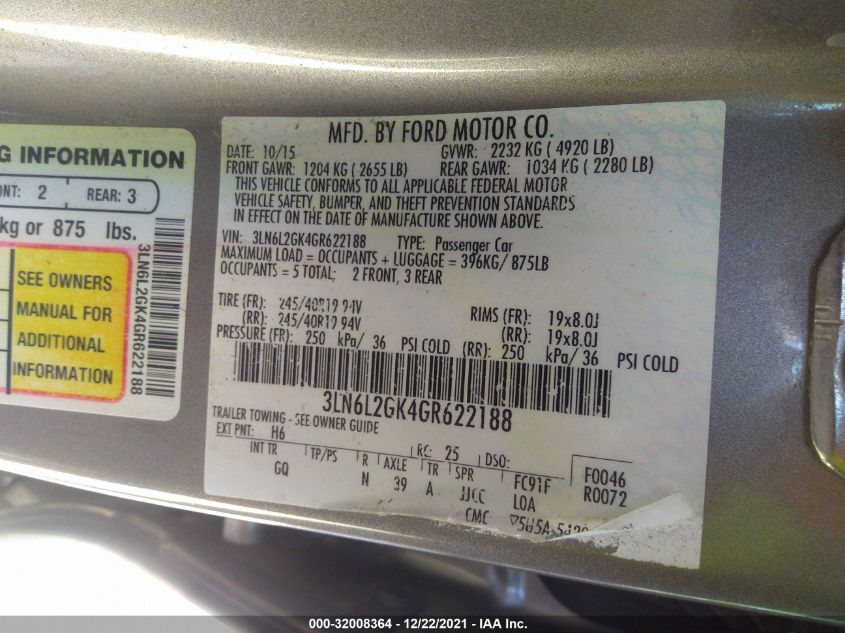 G INFORMATION
NT: 2 REAR: 3
kg or 875 lbs.
SEE OWNERS
MANUAL FOR
ADDITIONAL
INFORMATION
3LN6L2GK4GR622188
MFD. BY FORD MOTOR CO.
DATE: 10/15 GVWR: 2232 KG ( 4920 LB)
FRONT GAWR: 1204 KG ( 2655 LB) REAR GAWR: 1034 KG ( 2280 LB)
THIS VEHICLE CONFORMS TO ALL APPLICABLE FEDERAL MOTOR
VEHICLE SAFETY, BUMPER, AND THEFT PREVENTION STANDARDS
IN EFFECT ON THE DATE OF MANUFACTURE SHOWN ABOVE.
VIN: 3LN6L2GK4GR622188 TYPE: Passenger Car
MAXIMUM LOAD = OCCUPANTS + LUGGAGE = 396KG/ 875LB
OCCUPANTS = 5 TOTAL; 2 FRONT, 3 REAR
TIRE (FR): 245/40R19 94V RIMS (FR): 19x8.0J
(RR): 245/40R19 94V (RR): 19x8.0J
PRESSURE (FR): 250 kPa/ 36 PSI COLD (RR): 250 kPa/ 36 PSI COLD
3LN6L2GK4GR622188
TRAILER TOWING - SEE OWNER GUIDE
EXT PNT: H6 RC: 25 DSO:
INT TR TP/PS R AXLE TR SPR FC91F F0046
GQ N 39 A JJCC LOA R0072
CMC
000-32008364 - 12/22/2021 - IAA Inc.